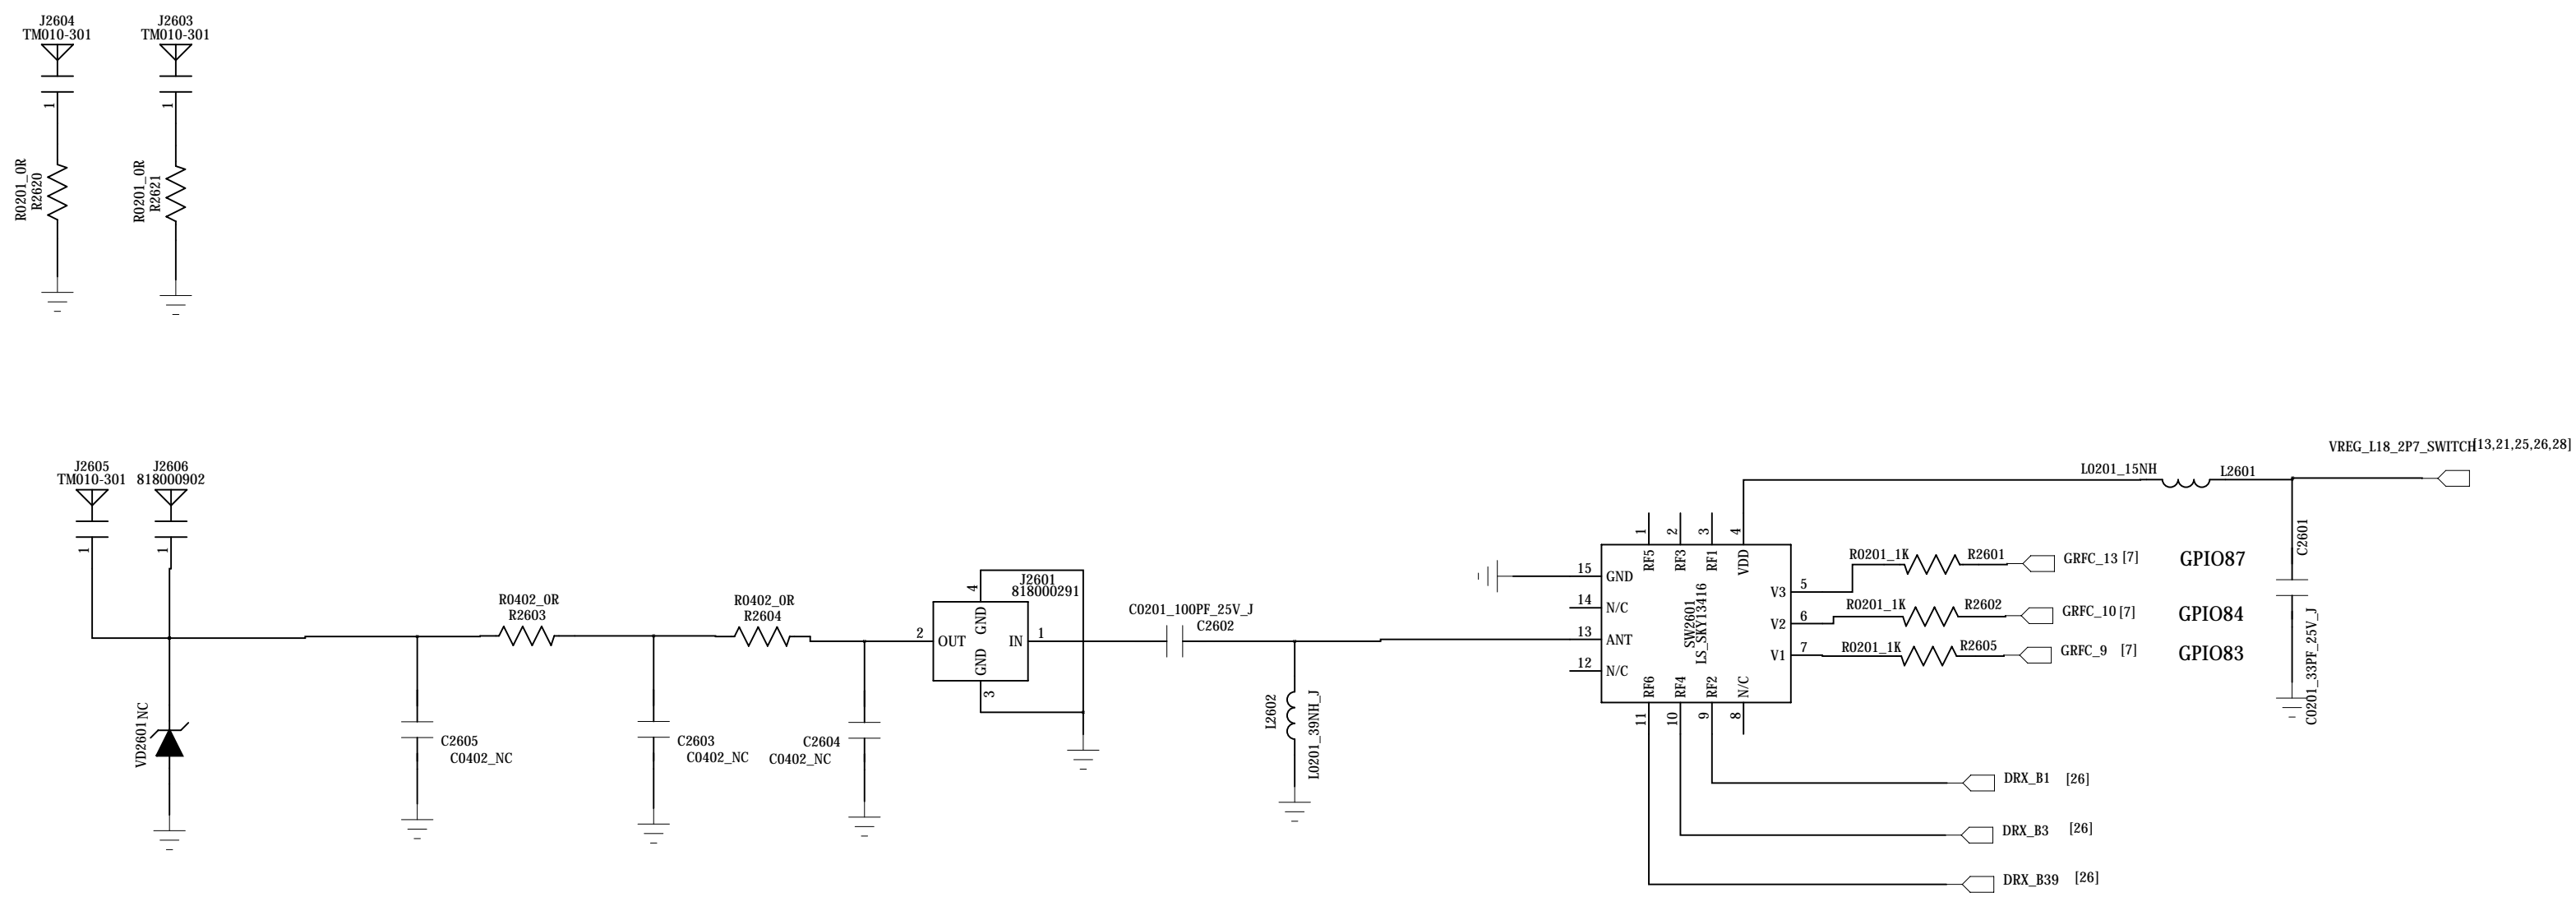 J2604
TM010-301
1
R0201_0R
R2620
J2603
TM010-301
1
R0201_0R
R2621
J2605
TM010-301
1
J2606
818000902
1
VD2601
NC
C2605
C0402_NC
R0402_0R
R2603
C2603
C0402_NC
R0402_0R
R2604
C2604
C0402_NC
J2601
818000291
4
GND
2
OUT
IN
1
GND
3
C0201_100PF_25V_J
C2602
L2602
L0201_39NH_J
SW2601
LS_SKY13416
1
RF5
2
RF3
3
RF1
4
VDD
15
GND
14
N/C
13
ANT
12
N/C
V3
5
V2
6
V1
7
RF6
11
RF4
10
RF2
9
N/C
8
R0201_1K
R2601
GRFC_13 [7]
GPIO87
R0201_1K
R2602
GRFC_10 [7]
GPIO84
R0201_1K
R2605
GRFC_9 [7]
GPIO83
L0201_15NH
L2601
VREG_L18_2P7_SWITCH [13,21,25,26,28]
C2601
C0201_33PF_25V_J
DRX_B1 [26]
DRX_B3 [26]
DRX_B39 [26]